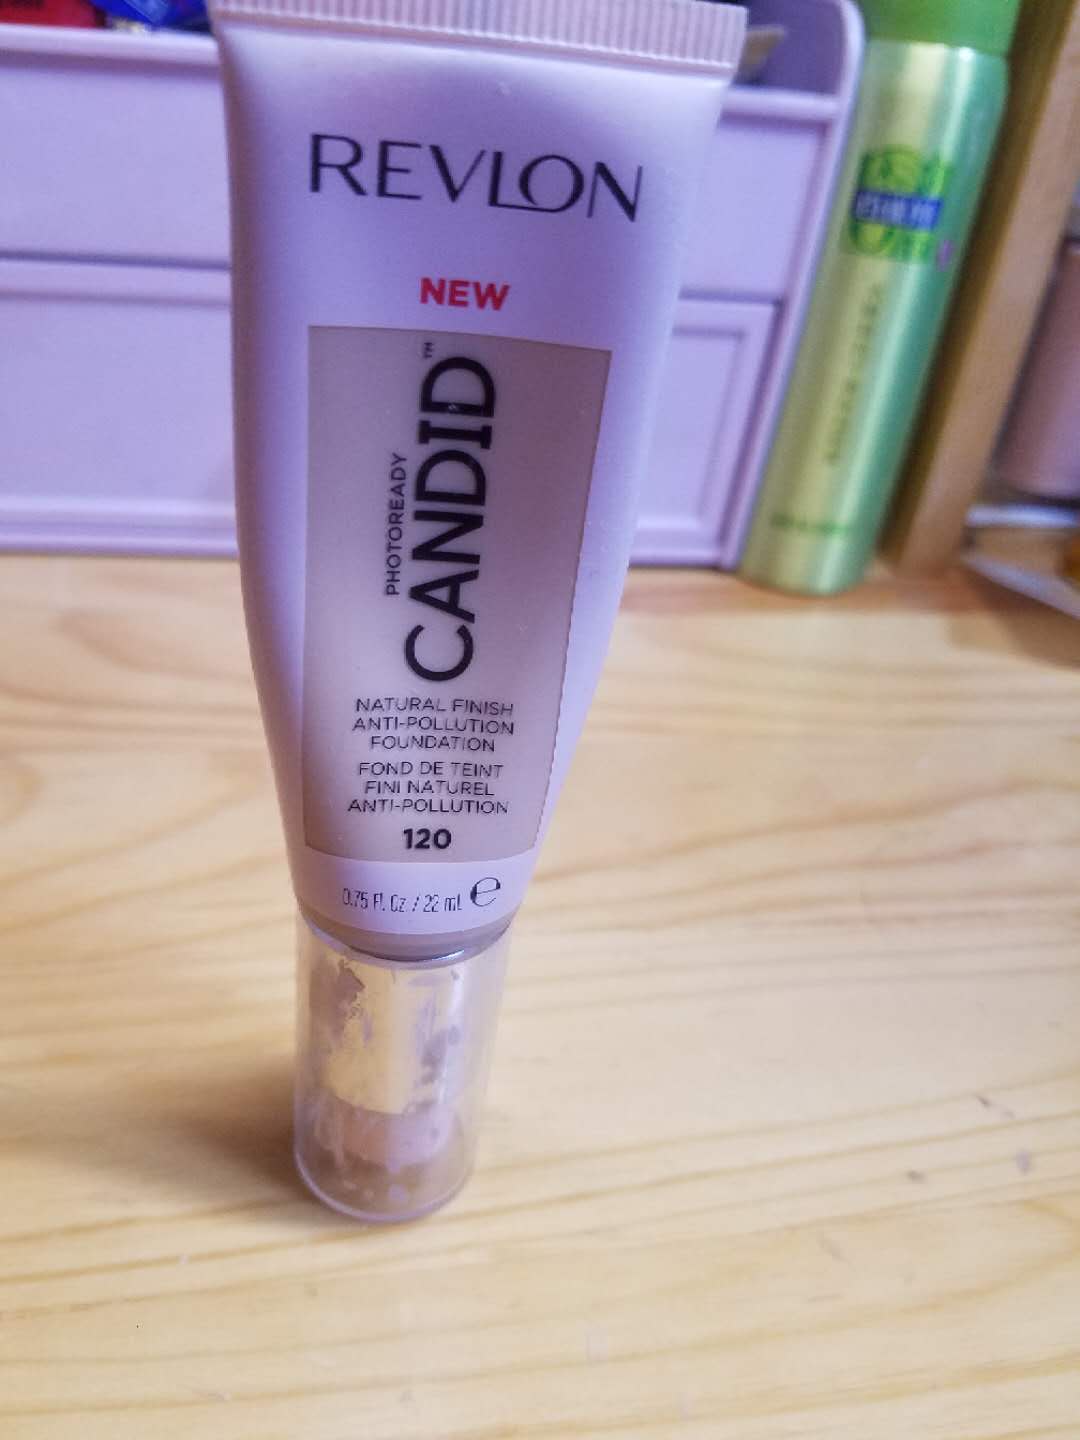 REVLON
NEW
PHOTOREADY
CANDID™
NATURAL FINISH
ANTI-POLLUTION
FOUNDATION
FOND DE TEINT
FINI NATUREL
ANTI-POLLUTION
120
0.75 Fl. Oz. / 22 mL ℮